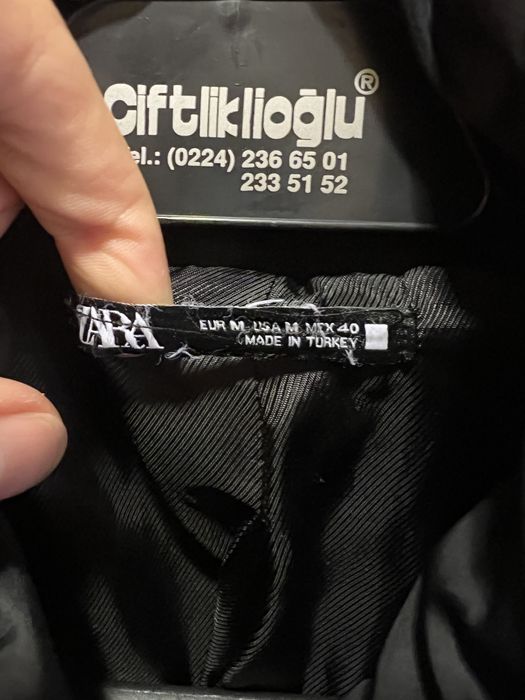 Çiftliklioğlu®
el.: (0224) 236 65 01
233 51 52
ZARA
EUR M USA M MEX 40
MADE IN TURKEY